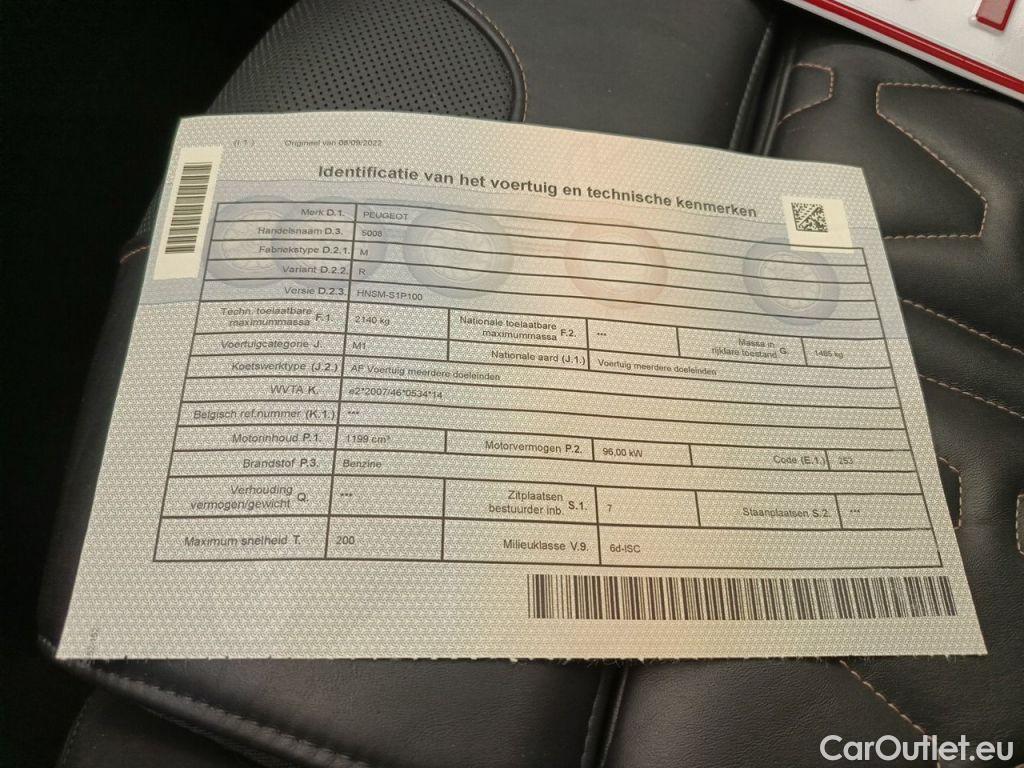 (I.1.) Origineel van 08/09/2022
Identificatie van het voertuig en technische kenmerken
Merk D.1. PEUGEOT
Handelsnaam D.3. 5008
Fabriekstype D.2.1. M
Variant D.2.2. R
Versie D.2.3. HNSM-S1P100
Techn. toelaatbare maximummassa F.1. 2140 kg Nationale toelaatbare maximummassa F.2. *** Massa in rijklare toestand G. 1485 kg
Voertuigcategorie J. M1 Nationale aard (J.1.) Voertuig meerdere doeleinden
Koetswerktype (J.2.) AF Voertuig meerdere doeleinden
WVTA K. e2*2007/46*0534*14
Belgisch ref.nummer (K.1.) ***
Motorinhoud P.1. 1199 cm³ Motorvermogen P.2. 96,00 kW Code (E.1.) 253
Brandstof P.3. Benzine
Verhouding vermogen/gewicht Q. *** Zitplaatsen bestuurder inb. S.1. 7 Staanplaatsen S.2. ***
Maximum snelheid T. 200 Milieuklasse V.9. 6d-ISC
CarOutlet.eu